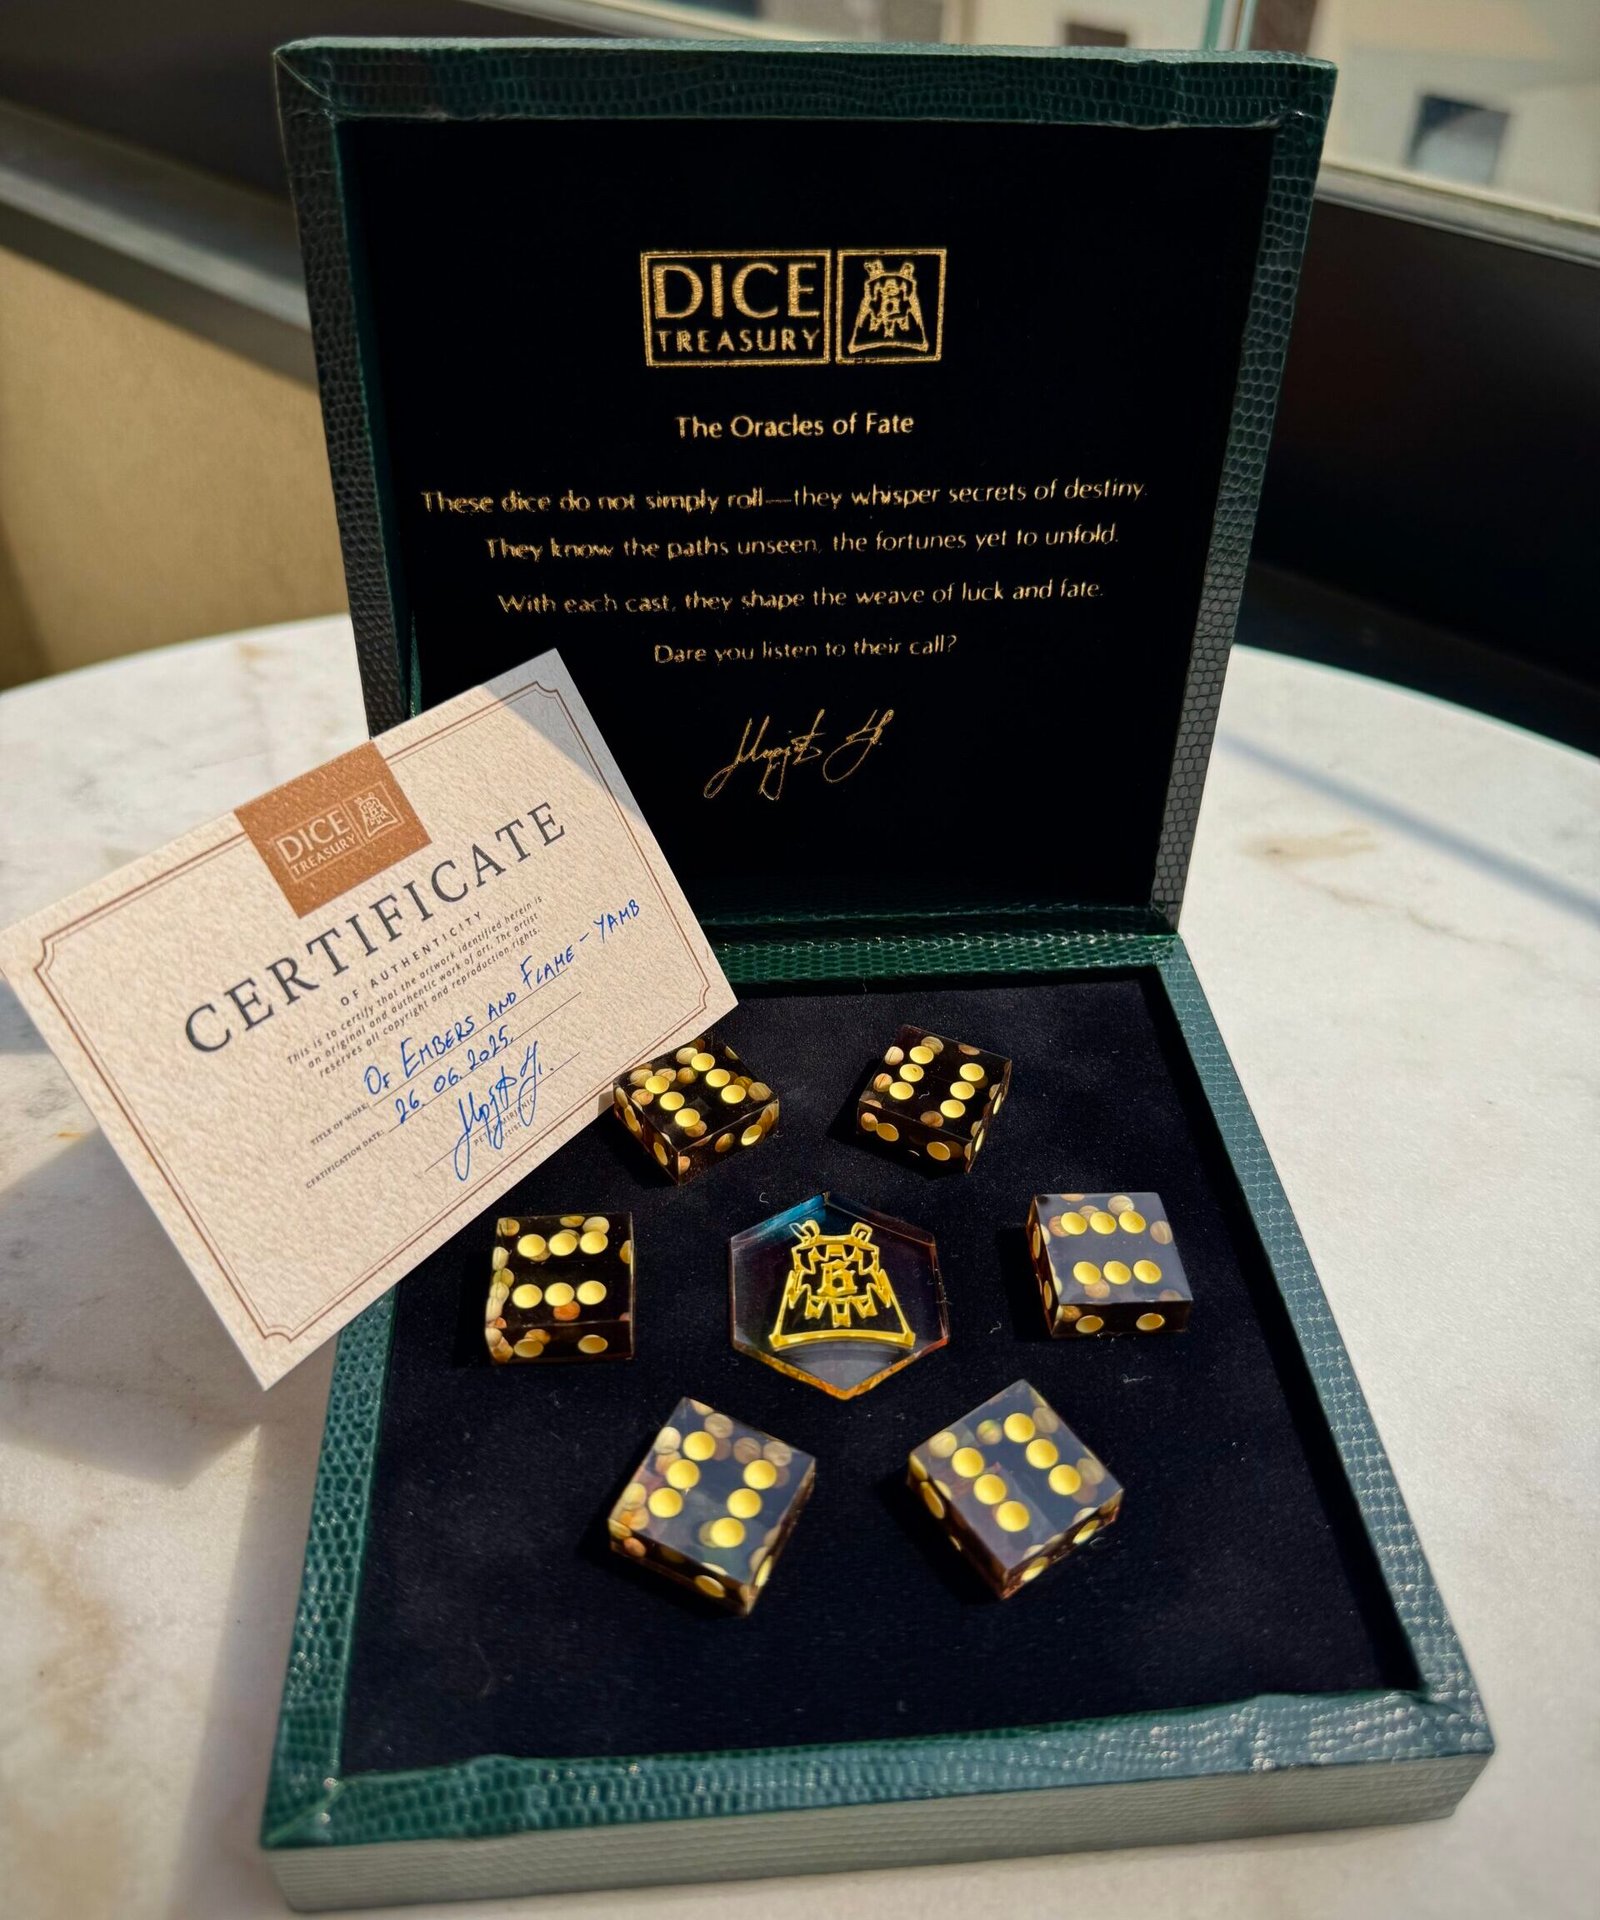 DICE
TREASURY
The Oracles of Fate
These dice do not simply roll—they whisper secrets of destiny.
They know the paths unseen, the fortunes yet to unfold.
With each cast, they shape the weave of luck and fate.
Dare you listen to their call?
DICE
TREASURY
CERTIFICATE
OF AUTHENTICITY
This is to certify that the artwork identified herein is
an original and authentic work of art. The artist
reserves all copyright and reproduction rights.
TITLE OF WORK: OF EMBERS AND FLAME - YAMB
CERTIFICATION DATE: 26.06.2025.
Artist